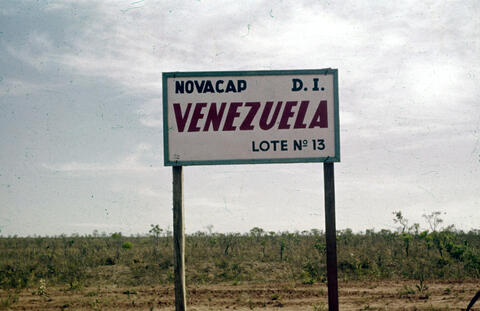 NOVACAP D. I.
VENEZUELA
LOTE Nº 13